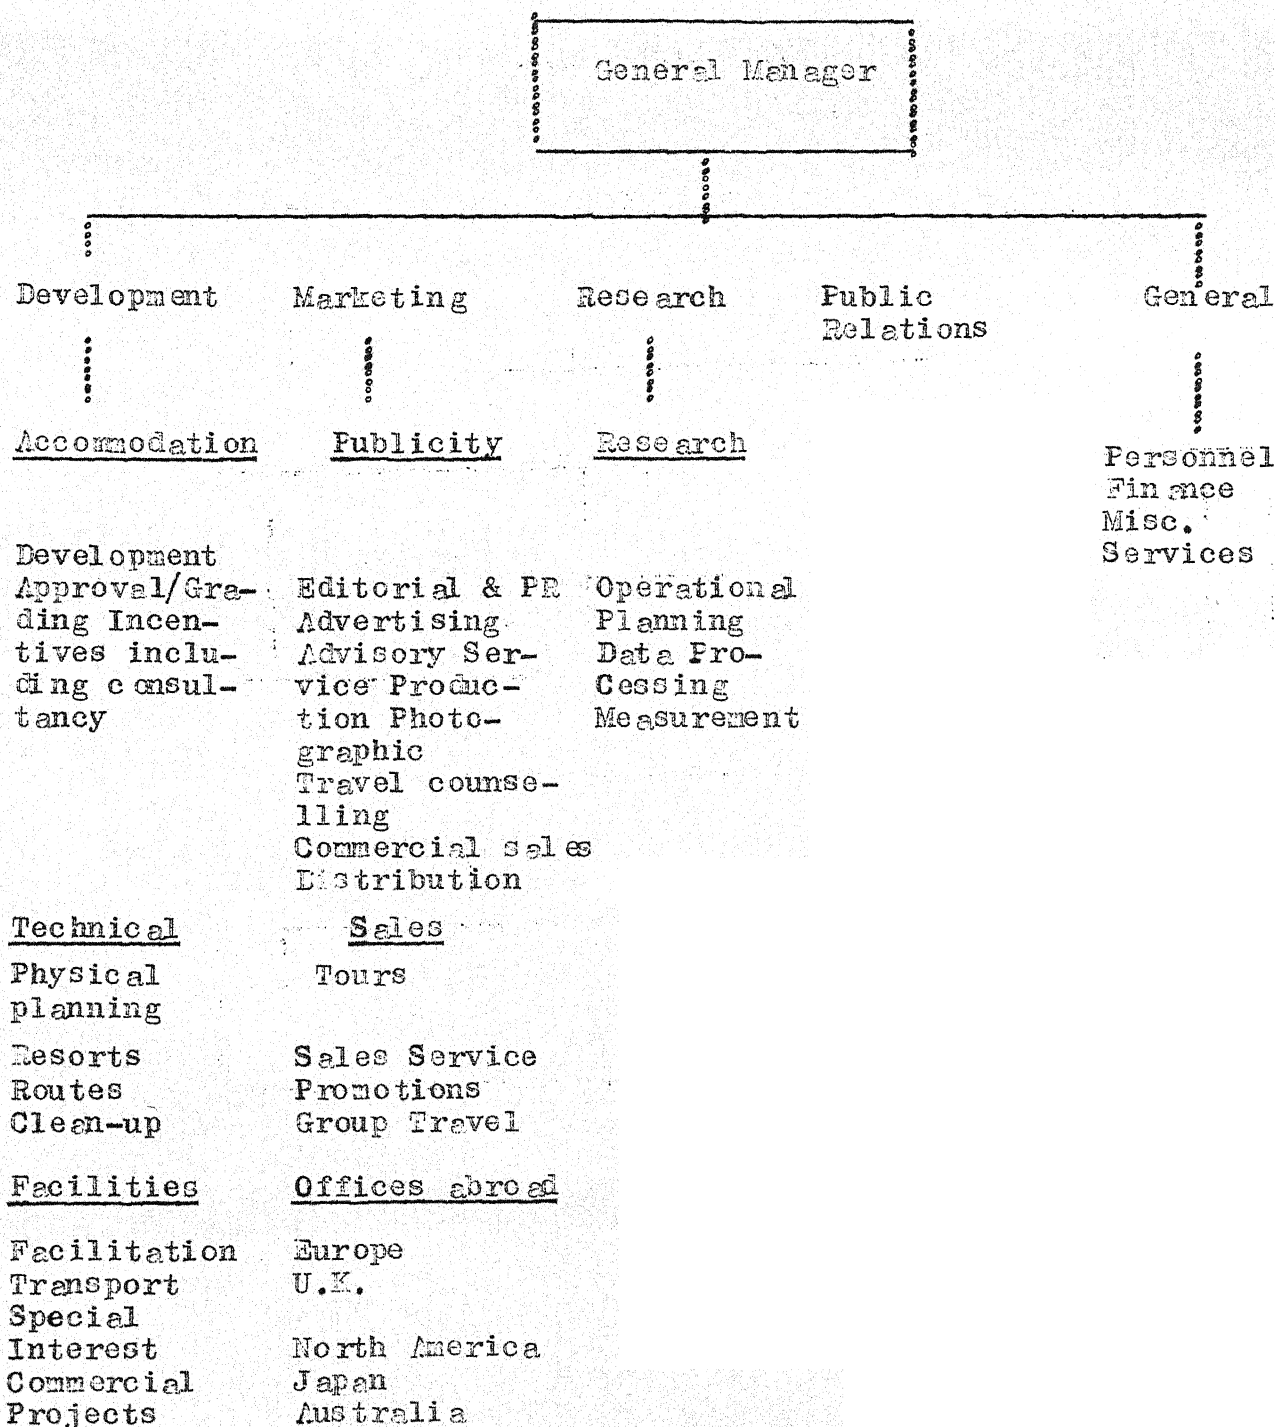 General Manager
Development Marketing Research Public Relations General
Accommodation
Development
Approval/Gra-
ding Incen-
tives inclu-
ding consul-
tancy
Technical
Physical
planning
Resorts
Routes
Clean-up
Facilities
Facilitation
Transport
Special
Interest
Commercial
Projects
Publicity
Editorial & PR
Advertising
Advisory Ser-
vice Produc-
tion Photo-
graphic
Travel counse-
lling
Commercial sales
Distribution
Sales
Tours
Sales Service
Promotions
Group Travel
Offices abroad
Europe
U.K.
North America
Japan
Australia
Research
Operational
Planning
Data Pro-
Cessing
Measurement
Personnel
Finance
Misc.
Services